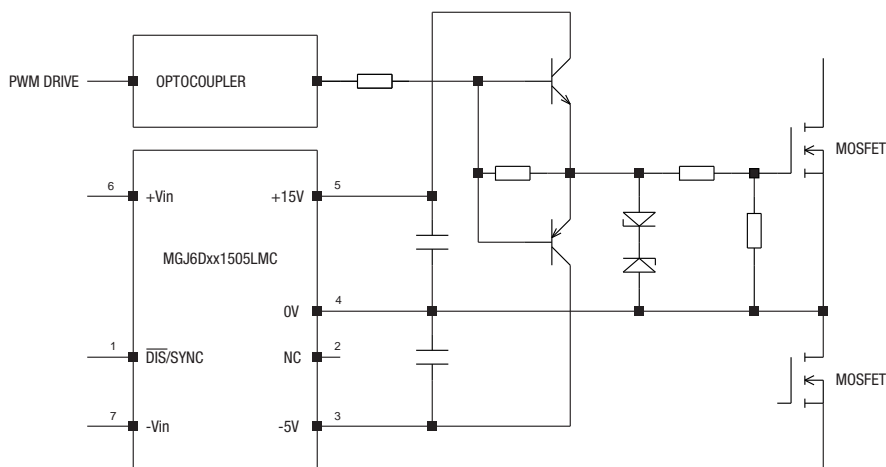 PWM DRIVE
OPTOCOUPLER
MOSFET
6
+Vin
+15V
5
MGJ6Dxx1505LMC
0V
4
1
DIS/SYNC
NC
2
MOSFET
7
-Vin
-5V
3